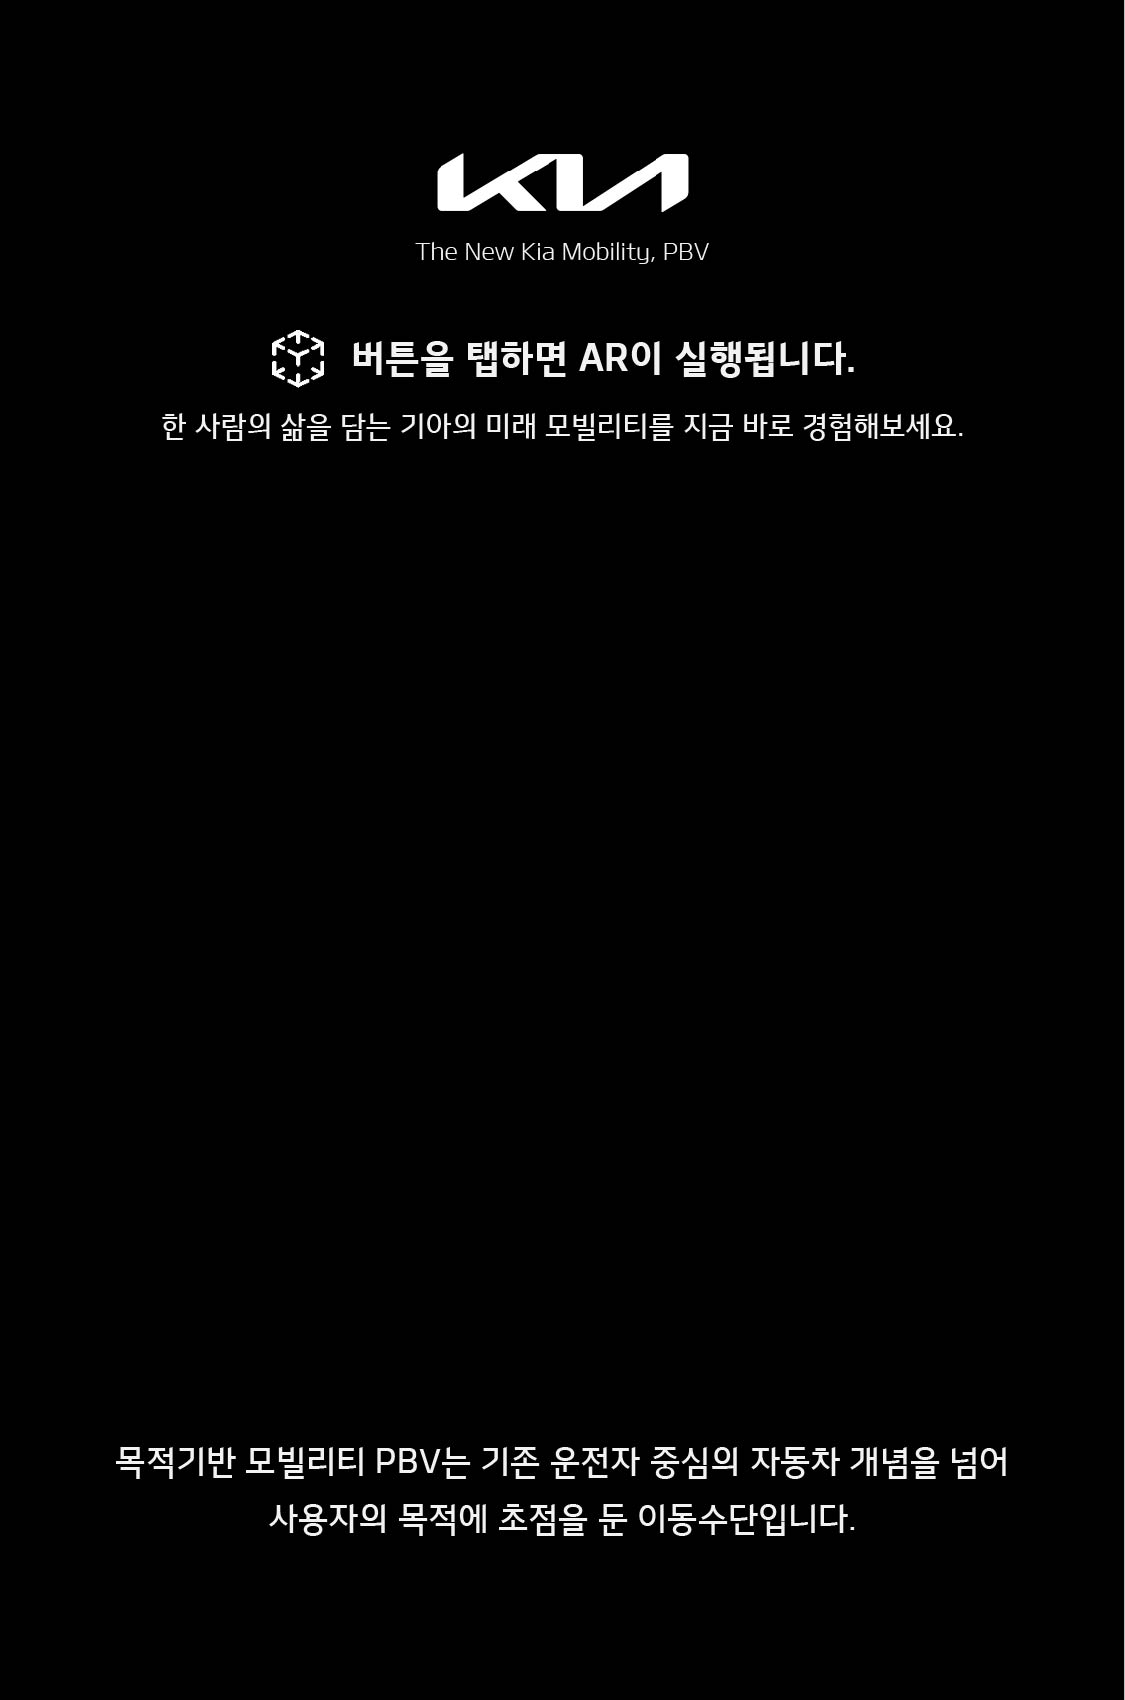 KIA
The New Kia Mobility, PBV
버튼을 탭하면 AR이 실행됩니다.
한 사람의 삶을 담는 기아의 미래 모빌리티를 지금 바로 경험해보세요.
목적기반 모빌리티 PBV는 기존 운전자 중심의 자동차 개념을 넘어
사용자의 목적에 초점을 둔 이동수단입니다.